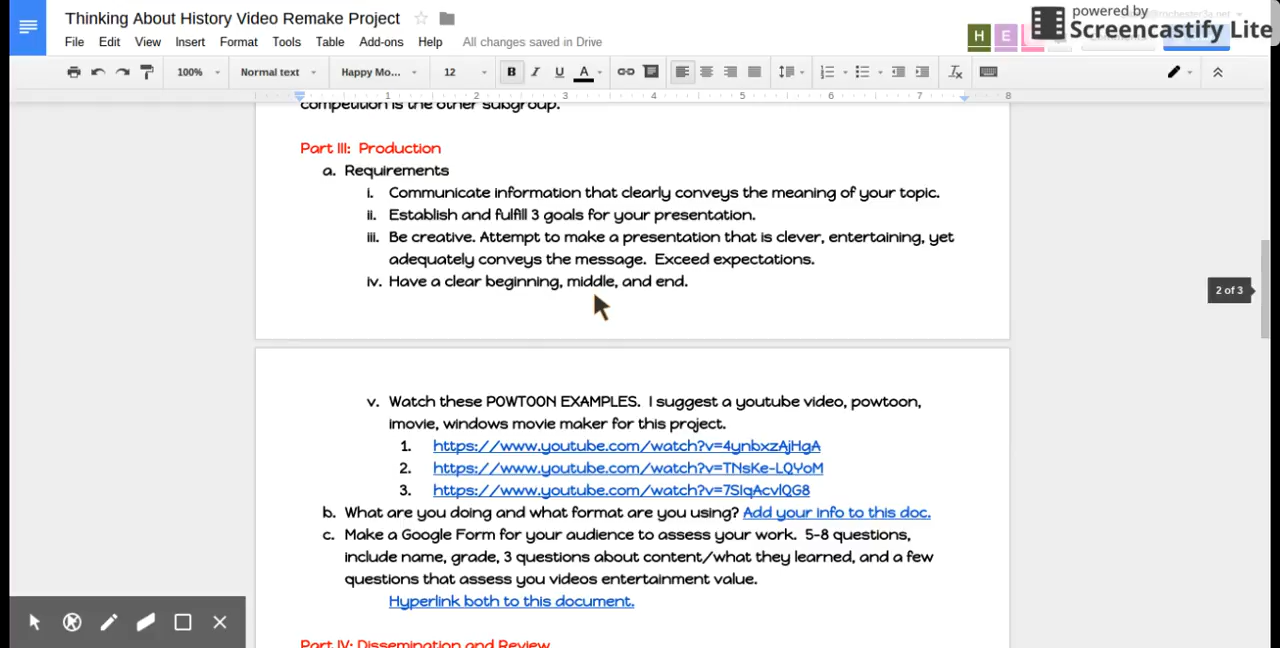 powered by
Screencastify Lite
Thinking About History Video Remake Project
File Edit View Insert Format Tools Table Add-ons Help All changes saved in Drive
H E
100% Normal text Happy Mo... 12 B I U A
1 2 3 4 5 6 7 8
competition is the other subgroup.
Part III: Production
a. Requirements
i. Communicate information that clearly conveys the meaning of your topic.
ii. Establish and fulfill 3 goals for your presentation.
iii. Be creative. Attempt to make a presentation that is clever, entertaining, yet
adequately conveys the message. Exceed expectations.
iv. Have a clear beginning, middle, and end.
2 of 3
v. Watch these POWTOON EXAMPLES. I suggest a youtube video, powtoon,
imovie, windows movie maker for this project.
1. https://www.youtube.com/watch?v=4ynbxzAjHgA
2. https://www.youtube.com/watch?v=TNsKe-LQYoM
3. https://www.youtube.com/watch?v=7SIqAcvlQG8
b. What are you doing and what format are you using? Add your info to this doc.
c. Make a Google Form for your audience to assess your work. 5-8 questions,
include name, grade, 3 questions about content/what they learned, and a few
questions that assess you videos entertainment value.
Hyperlink both to this document.
Part IV: Dissemination and Review